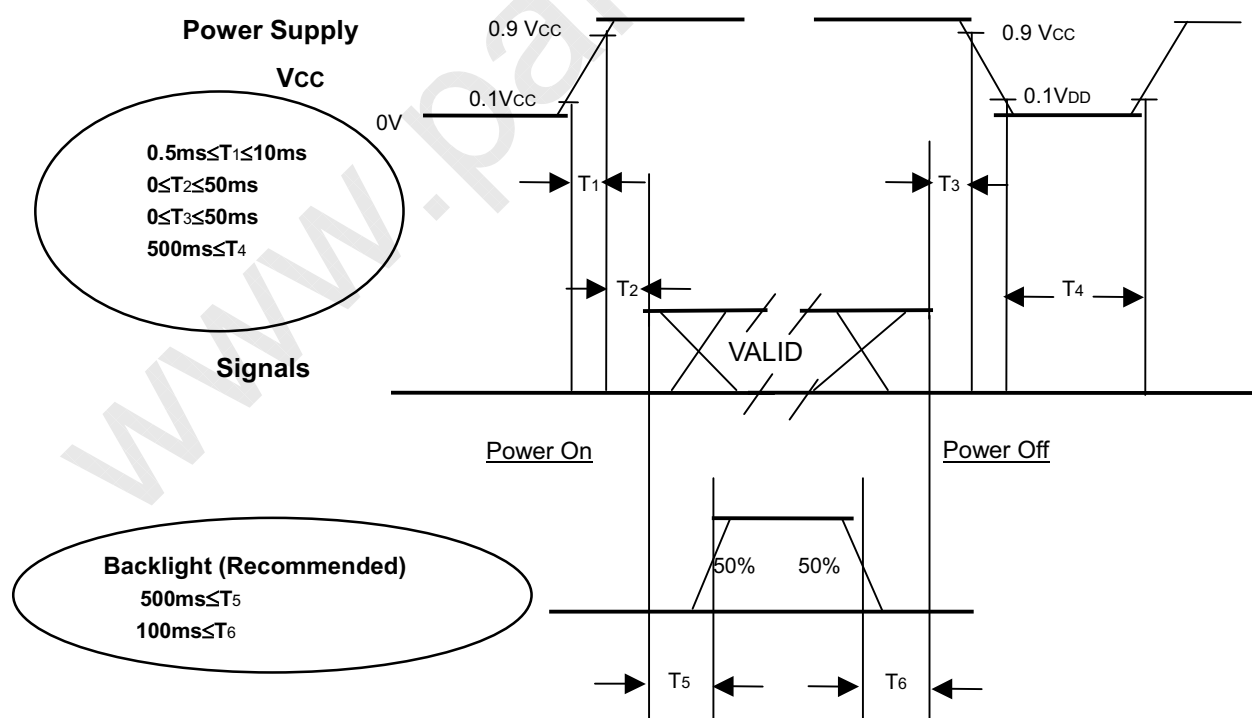 Power Supply
VCC
0.9 VCC
0.9 VCC
0.1VCC
0.1VDD
0V
0.5ms≤T1≤10ms
0≤T2≤50ms
0≤T3≤50ms
500ms≤T4
T1
T3
T2
T4
VALID
Signals
Power On
Power Off
Backlight (Recommended)
500ms≤T5
100ms≤T6
50%
50%
T5
T6
www.pa